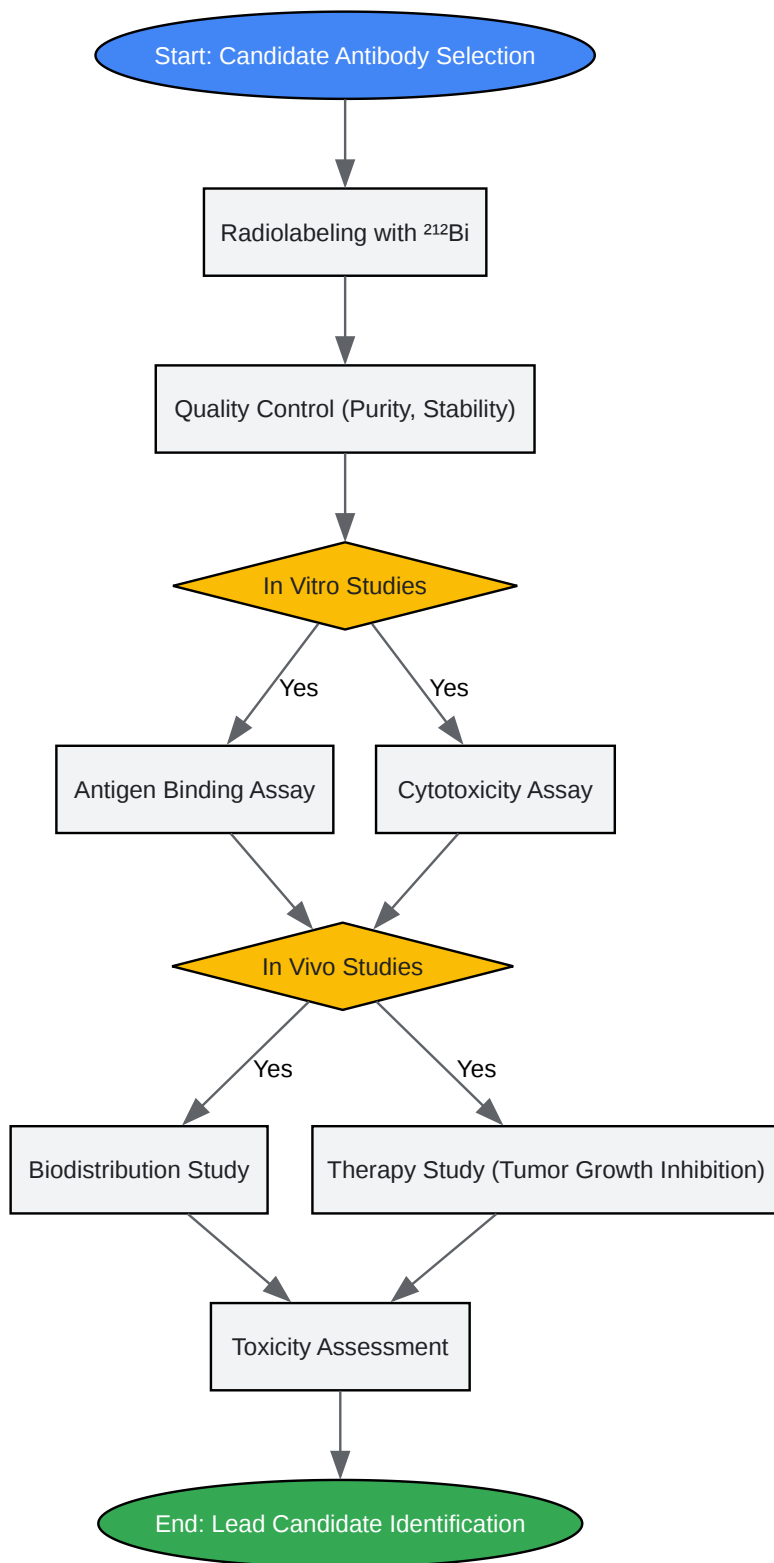 Start: Candidate Antibody Selection
Radiolabeling with ²¹²Bi
Quality Control (Purity, Stability)
In Vitro Studies
Yes
Yes
Antigen Binding Assay
Cytotoxicity Assay
In Vivo Studies
Yes
Yes
Biodistribution Study
Therapy Study (Tumor Growth Inhibition)
Toxicity Assessment
End: Lead Candidate Identification